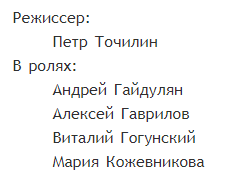 Режиссер:
Петр Точилин
В ролях:
Андрей Гайдулян
Алексей Гаврилов
Виталий Гогунский
Мария Кожевникова